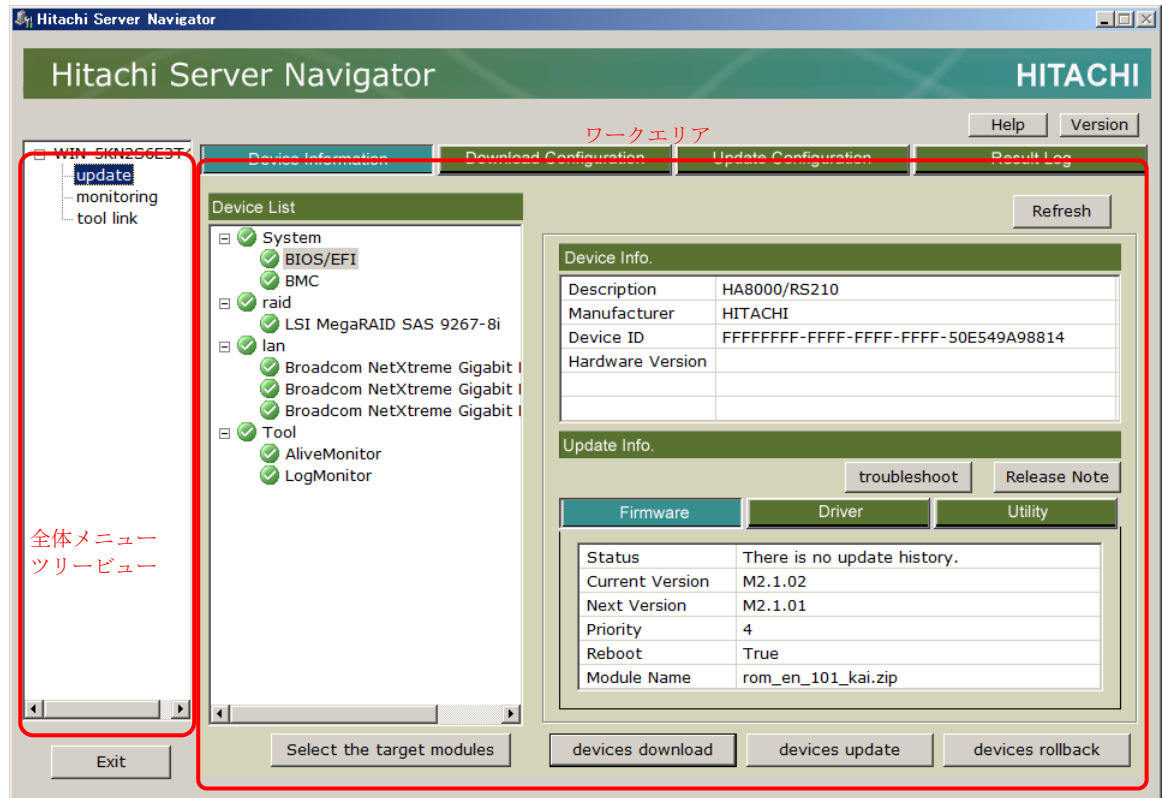 Hitachi Server Navigator
Hitachi Server Navigator
HITACHI
Help
Version
ワークエリア
WIN-5KN2S6E3T4
update
monitoring
tool link
全体メニュー
ツリービュー
Exit
Device Information
Download Configuration
Update Configuration
Result Log
Device List
System
BIOS/EFI
BMC
raid
LSI MegaRAID SAS 9267-8i
lan
Broadcom NetXtreme Gigabit
Broadcom NetXtreme Gigabit
Broadcom NetXtreme Gigabit
Tool
AliveMonitor
LogMonitor
Refresh
Device Info.
Description HA8000/RS210
Manufacturer HITACHI
Device ID FFFFFFFF-FFFF-FFFF-FFFF-50E549A98814
Hardware Version
Update Info.
troubleshoot
Release Note
Firmware
Driver
Utility
Status There is no update history.
Current Version M2.1.02
Next Version M2.1.01
Priority 4
Reboot True
Module Name rom_en_101_kai.zip
Select the target modules
devices download
devices update
devices rollback